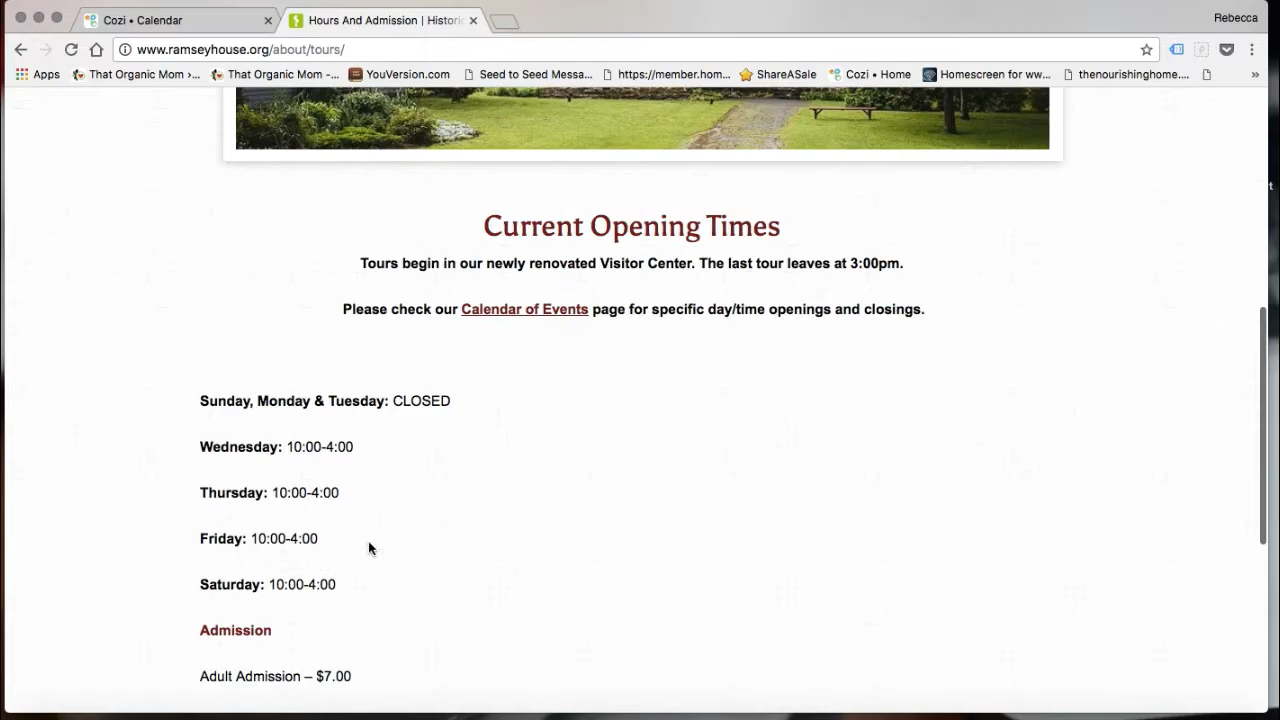 Cozi • Calendar
Hours And Admission | Historic
Rebecca
www.ramseyhouse.org/about/tours/
Apps
That Organic Mom ›...
That Organic Mom -...
YouVersion.com
Seed to Seed Messa...
https://member.hom...
ShareASale
Cozi • Home
Homescreen for ww...
thenourishinghome....
»
Current Opening Times
Tours begin in our newly renovated Visitor Center. The last tour leaves at 3:00pm.
Please check our Calendar of Events page for specific day/time openings and closings.
Sunday, Monday & Tuesday: CLOSED
Wednesday: 10:00-4:00
Thursday: 10:00-4:00
Friday: 10:00-4:00
Saturday: 10:00-4:00
Admission
Adult Admission – $7.00